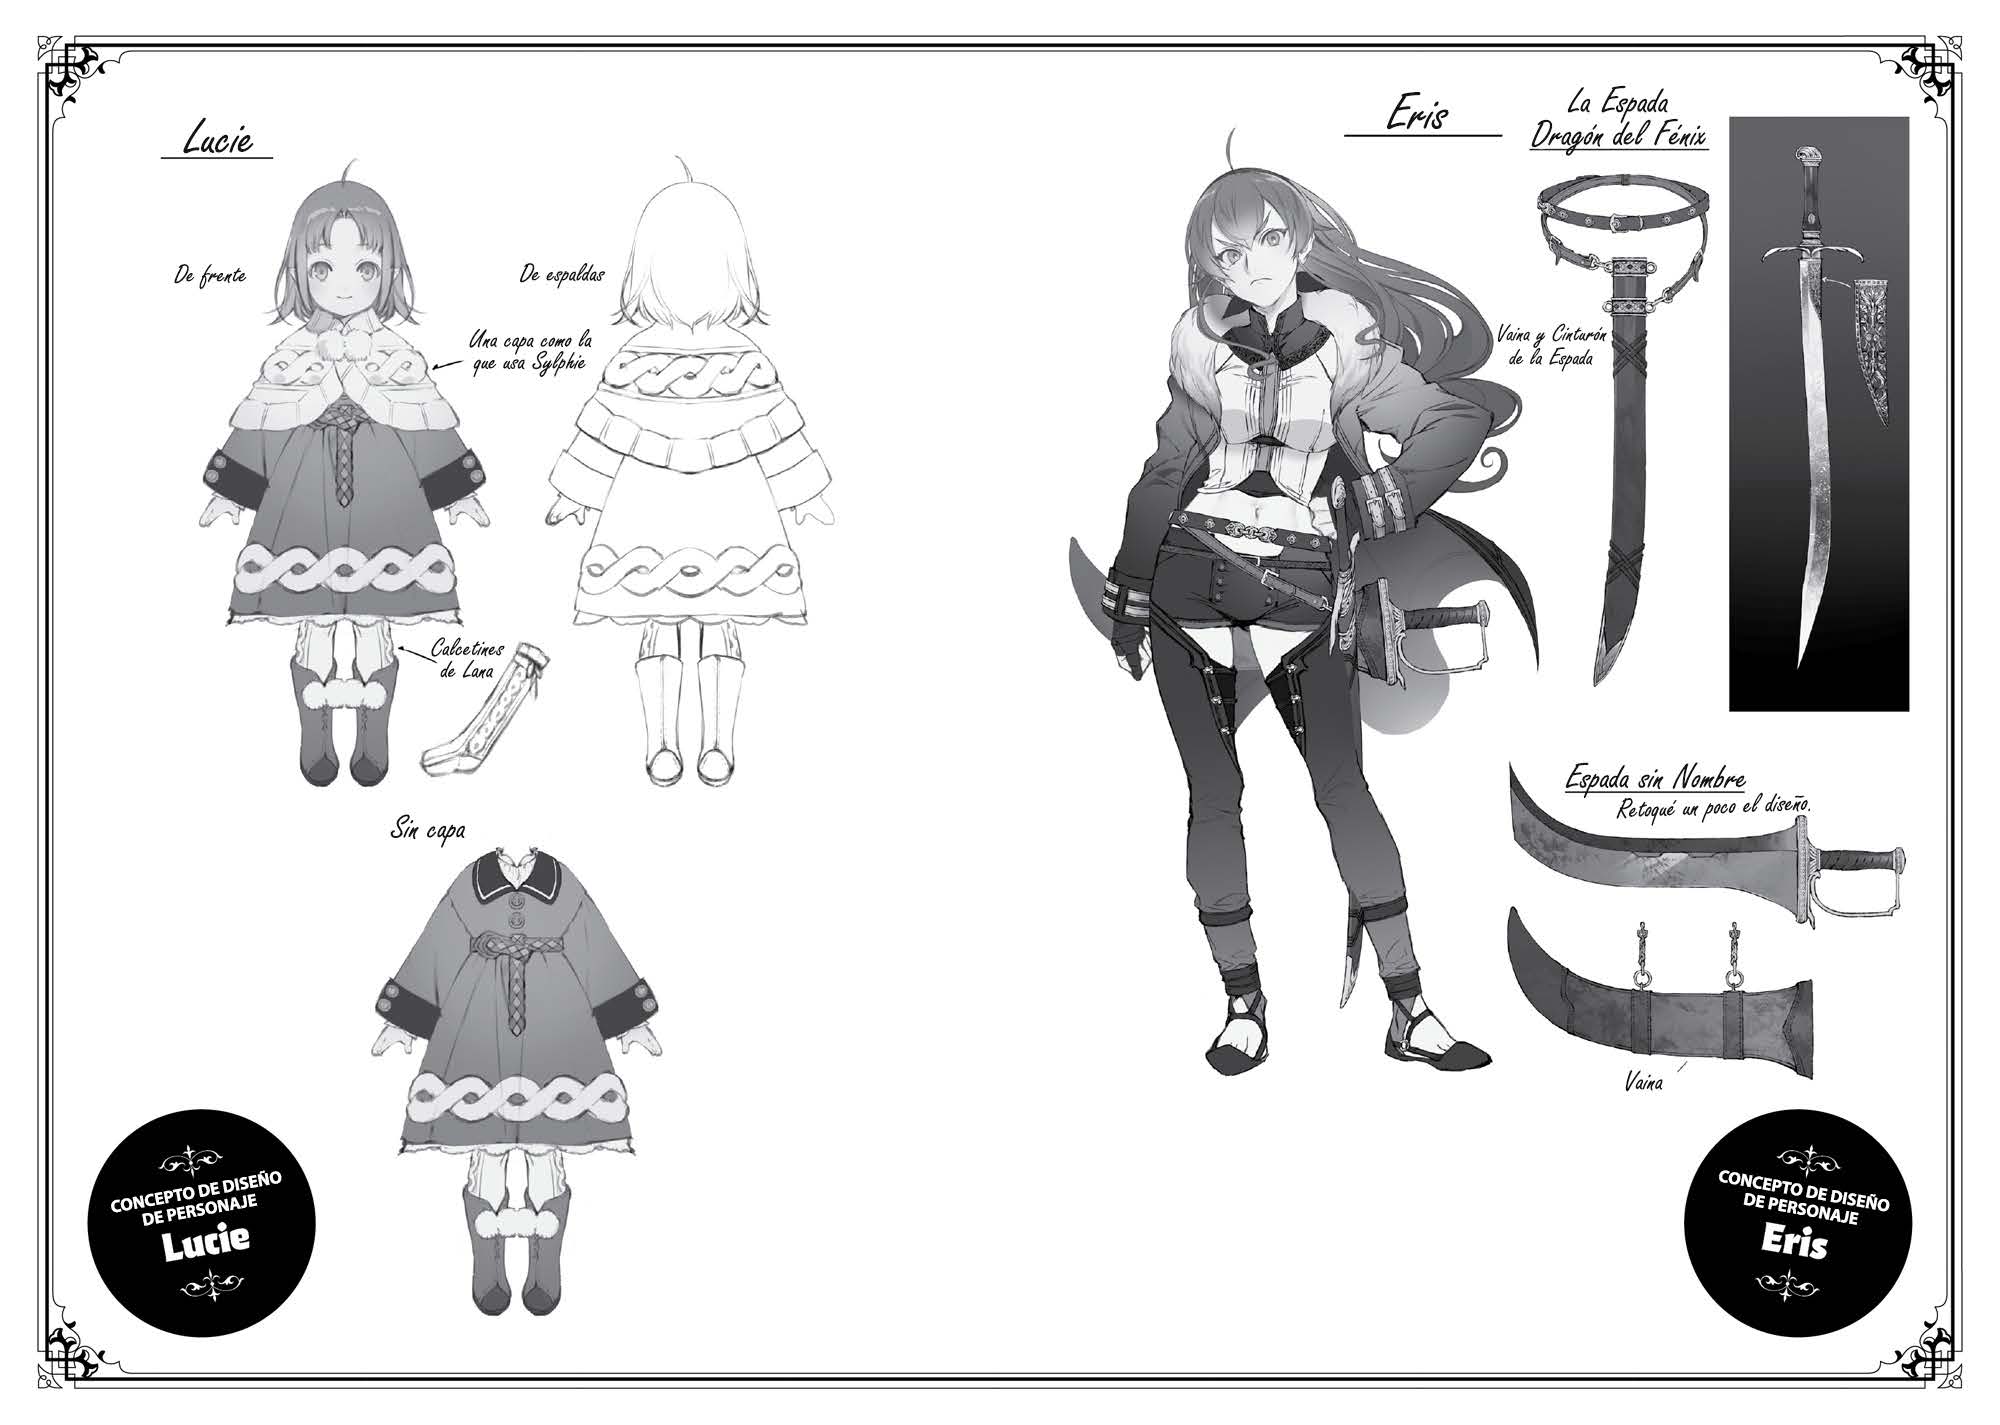 Lucie
De frente
De espaldas
Una capa como la
que usa Sylphie
Calcetines
de Lana
Sin capa
CONCEPTO DE DISEÑO
DE PERSONAJE
Lucie
Eris
La Espada
Dragón del Fénix
Vaina y Cinturón
de la Espada
Espada sin Nombre
Retoqué un poco el diseño.
Vaina
CONCEPTO DE DISEÑO
DE PERSONAJE
Eris